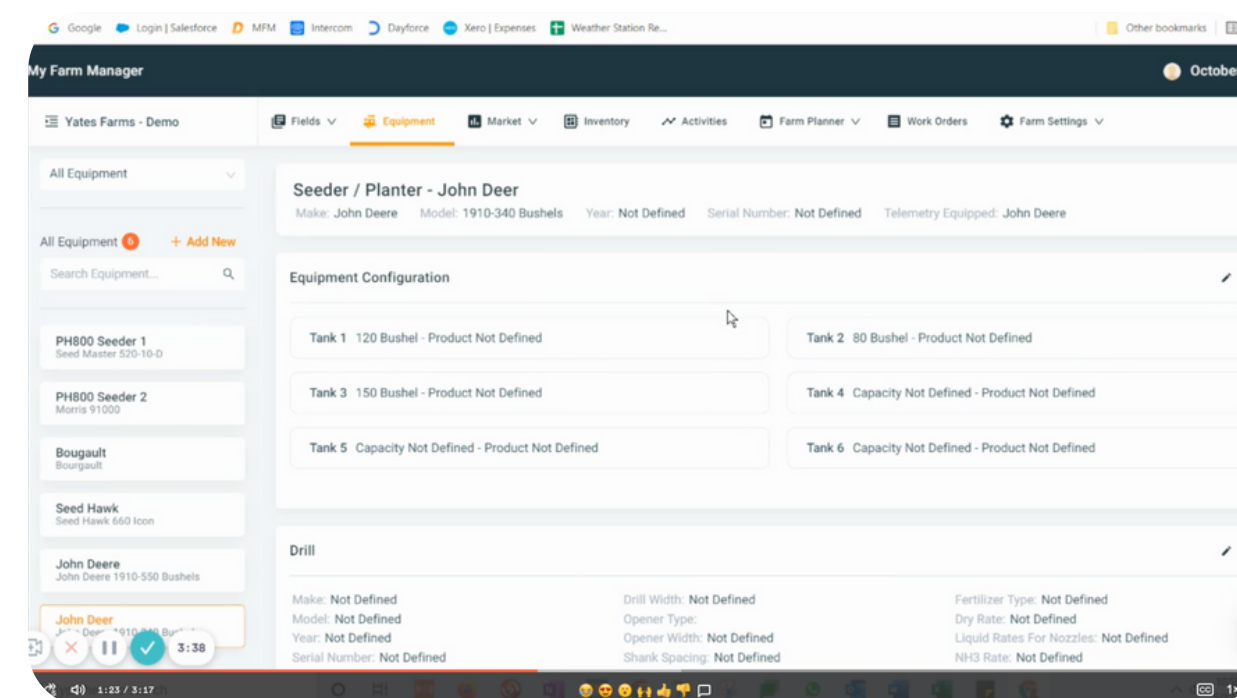 Google Login | Salesforce MFM Intercom Dayforce Xero | Expenses Weather Station Re... Other bookmarks
My Farm Manager Octobe
Yates Farms - Demo Fields Equipment Market Inventory Activities Farm Planner Work Orders Farm Settings
All Equipment
Seeder / Planter - John Deer
Make: John Deere Model: 1910-340 Bushels Year: Not Defined Serial Number: Not Defined Telemetry Equipped: John Deere
All Equipment 6 + Add New
Search Equipment...
Equipment Configuration
Tank 1 120 Bushel - Product Not Defined
Tank 2 80 Bushel - Product Not Defined
Tank 3 150 Bushel - Product Not Defined
Tank 4 Capacity Not Defined - Product Not Defined
Tank 5 Capacity Not Defined - Product Not Defined
Tank 6 Capacity Not Defined - Product Not Defined
PH800 Seeder 1
Seed Master 520-10-D
PH800 Seeder 2
Morris 91000
Bougault
Bourgault
Seed Hawk
Seed Hawk 660 Icon
John Deere
John Deere 1910-550 Bushels
John Deer
3:38
Drill
Make: Not Defined
Model: Not Defined
Year: Not Defined
Serial Number: Not Defined
Drill Width: Not Defined
Opener Type:
Opener Width: Not Defined
Shank Spacing: Not Defined
Fertilizer Type: Not Defined
Dry Rate: Not Defined
Liquid Rates For Nozzles: Not Defined
NH3 Rate: Not Defined
1:23 / 3:17
CC 1x